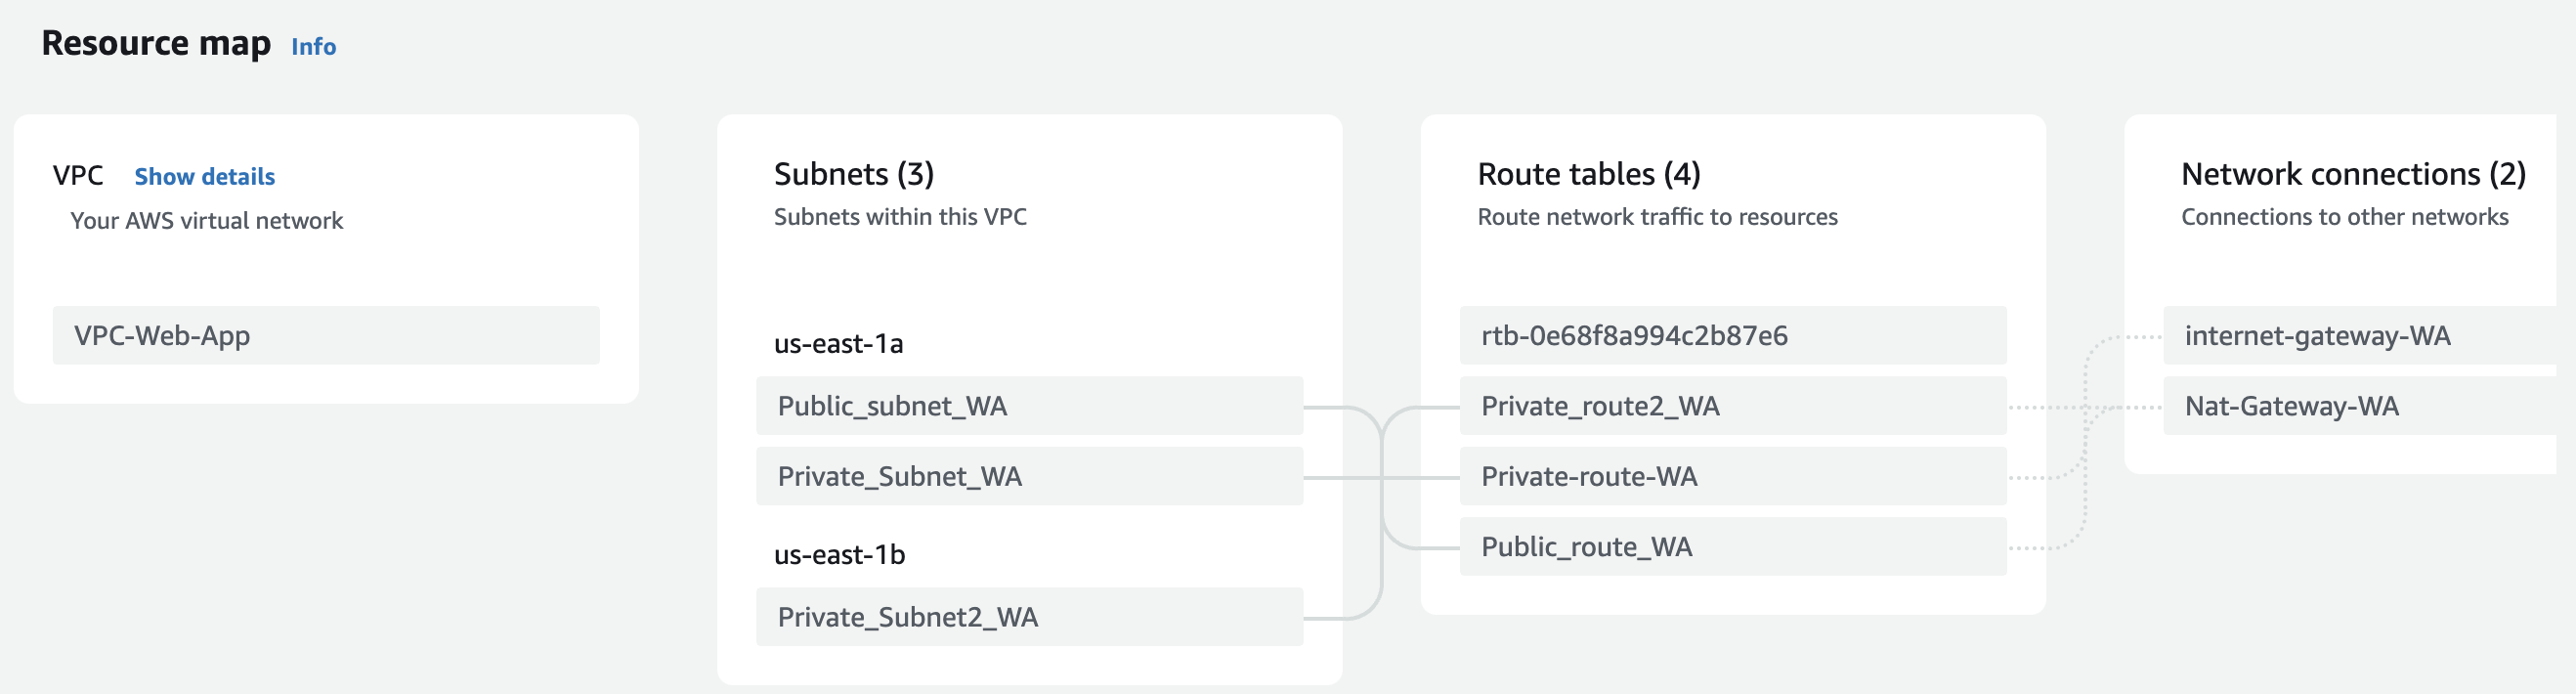 Resource map Info
VPC Show details
Your AWS virtual network
VPC-Web-App
Subnets (3)
Subnets within this VPC
us-east-1a
Public_subnet_WA
Private_Subnet_WA
us-east-1b
Private_Subnet2_WA
Route tables (4)
Route network traffic to resources
rtb-0e68f8a994c2b87e6
Private_route2_WA
Private-route-WA
Public_route_WA
Network connections (2)
Connections to other networks
internet-gateway-WA
Nat-Gateway-WA